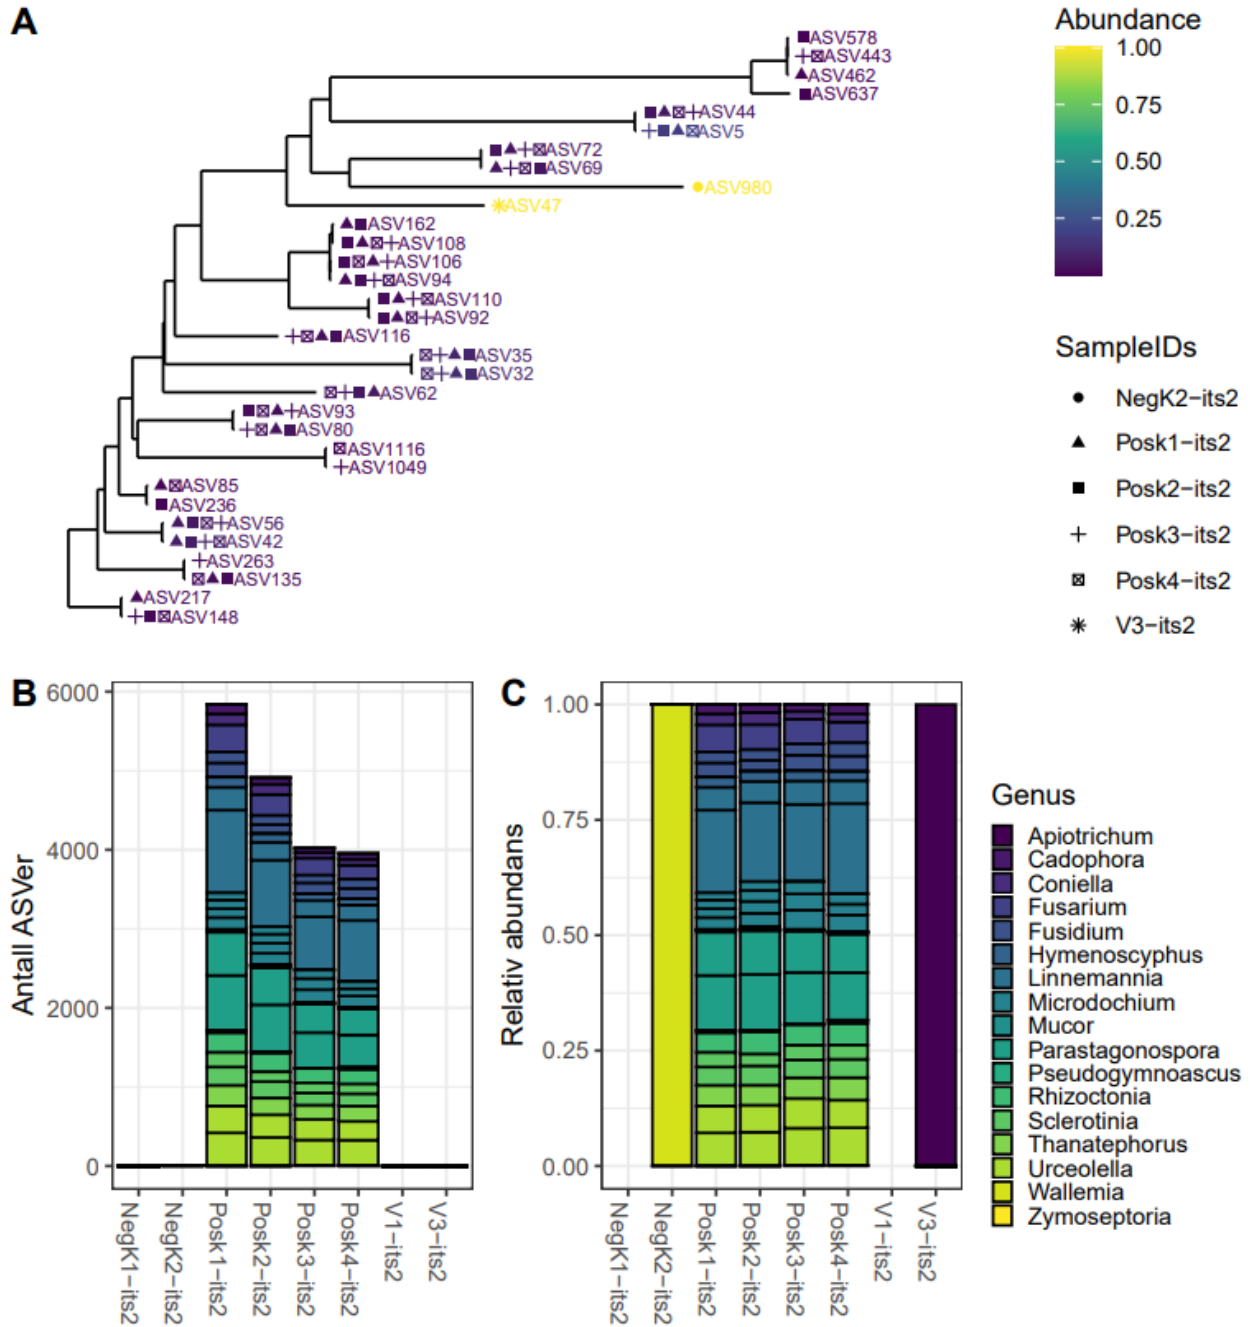 A
ASV578
ASV443
ASV462
ASV637
ASV44
ASV5
ASV72
ASV69
ASV980
ASV47
ASV162
ASV108
ASV106
ASV94
ASV110
ASV92
ASV116
ASV35
ASV32
ASV62
ASV93
ASV80
ASV1116
ASV1049
ASV85
ASV236
ASV56
ASV42
ASV263
ASV135
ASV217
ASV148
Abundance
1.00
0.75
0.50
0.25
SampleIDs
NegK2−its2
Posk1−its2
Posk2−its2
Posk3−its2
Posk4−its2
V3−its2
B
Antall ASVer
6000
4000
2000
0
NegK1−its2
NegK2−its2
Posk1−its2
Posk2−its2
Posk3−its2
Posk4−its2
V1−its2
V3−its2
C
Relativ abundans
1.00
0.75
0.50
0.25
0.00
NegK1−its2
NegK2−its2
Posk1−its2
Posk2−its2
Posk3−its2
Posk4−its2
V1−its2
V3−its2
Genus
Apiotrichum
Cadophora
Coniella
Fusarium
Fusidium
Hymenoscyphus
Linnemannia
Microdochium
Mucor
Parastagonospora
Pseudogymnoascus
Rhizoctonia
Sclerotinia
Thanatephorus
Urceolella
Wallemia
Zymoseptoria